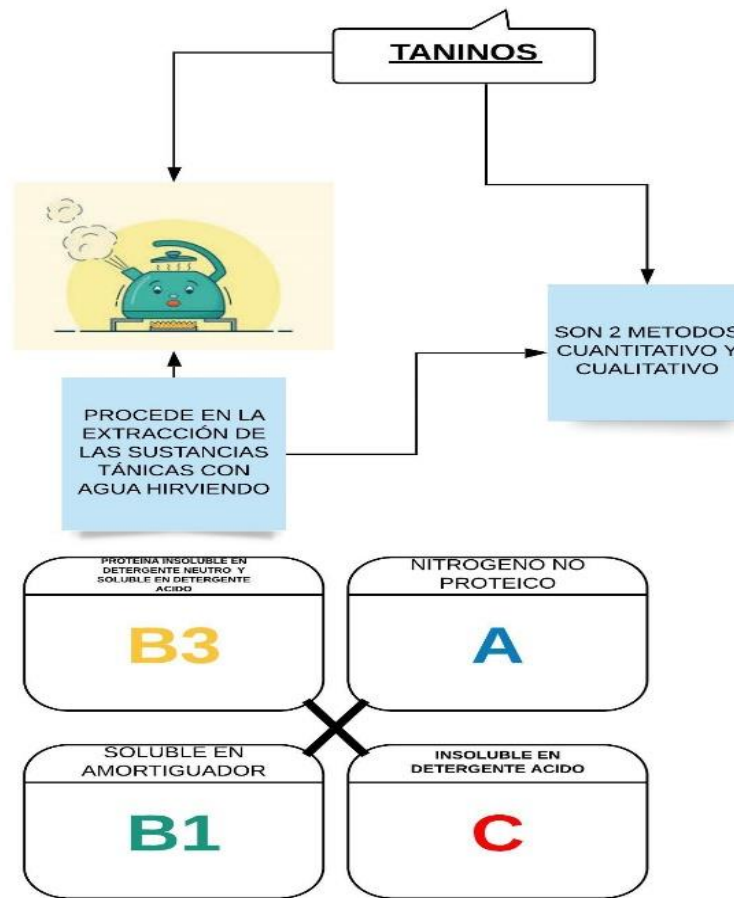 TANINOS
SON 2 METODOS
CUANTITATIVO Y
CUALITATIVO
PROCEDE EN LA
EXTRACCIÓN DE
LAS SUSTANCIAS
TÁNICAS CON
AGUA HIRVIENDO
PROTEINA INSOLUBLE EN
DETERGENTE NEUTRO Y
SOLUBLE EN DETERGENTE
ACIDO
B3
NITROGENO NO
PROTEICO
A
SOLUBLE EN
AMORTIGUADOR
B1
INSOLUBLE EN
DETERGENTE ACIDO
C